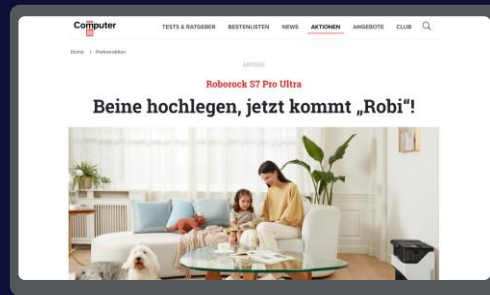 Computer
Bild
TESTS & RATGEBER BESTENLISTEN NEWS AKTIONEN ANGEBOTE CLUB
Home › Partneraktion
ANZEIGE
Roborock S7 Pro Ultra
Beine hochlegen, jetzt kommt „Robi“!